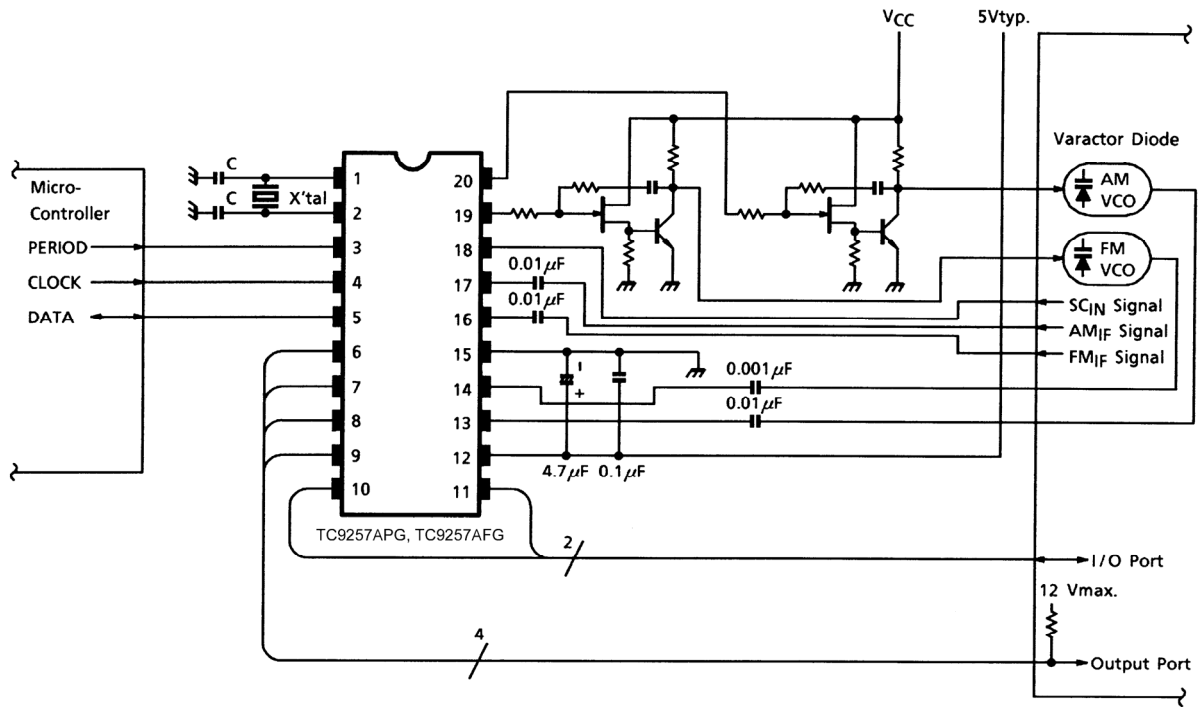 VCC
5Vtyp.
Varactor Diode
AM
VCO
FM
VCO
SCIN Signal
AMIF Signal
FMIF Signal
Micro-
Controller
PERIOD
CLOCK
DATA
C
C
X'tal
1
2
3
4
5
6
7
8
9
10
20
19
18
17
16
15
14
13
12
11
0.01μF
0.01μF
-
+
4.7μF
0.1μF
0.001μF
0.01μF
TC9257APG, TC9257AFG
2
I/O Port
12 Vmax.
4
Output Port